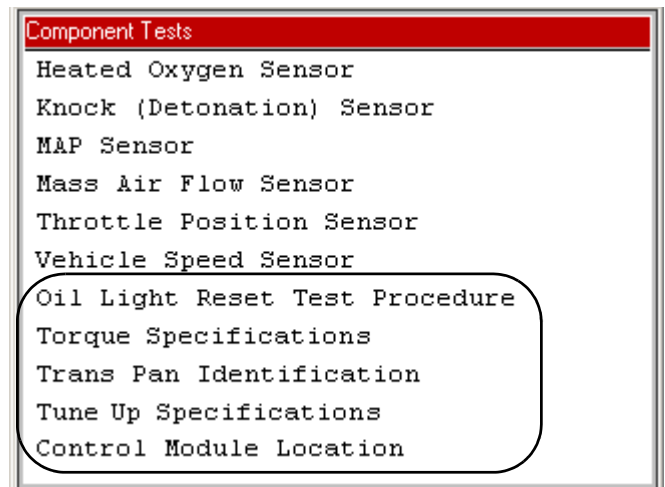 Component Tests
Heated Oxygen Sensor
Knock (Detonation) Sensor
MAP Sensor
Mass Air Flow Sensor
Throttle Position Sensor
Vehicle Speed Sensor
Oil Light Reset Test Procedure
Torque Specifications
Trans Pan Identification
Tune Up Specifications
Control Module Location